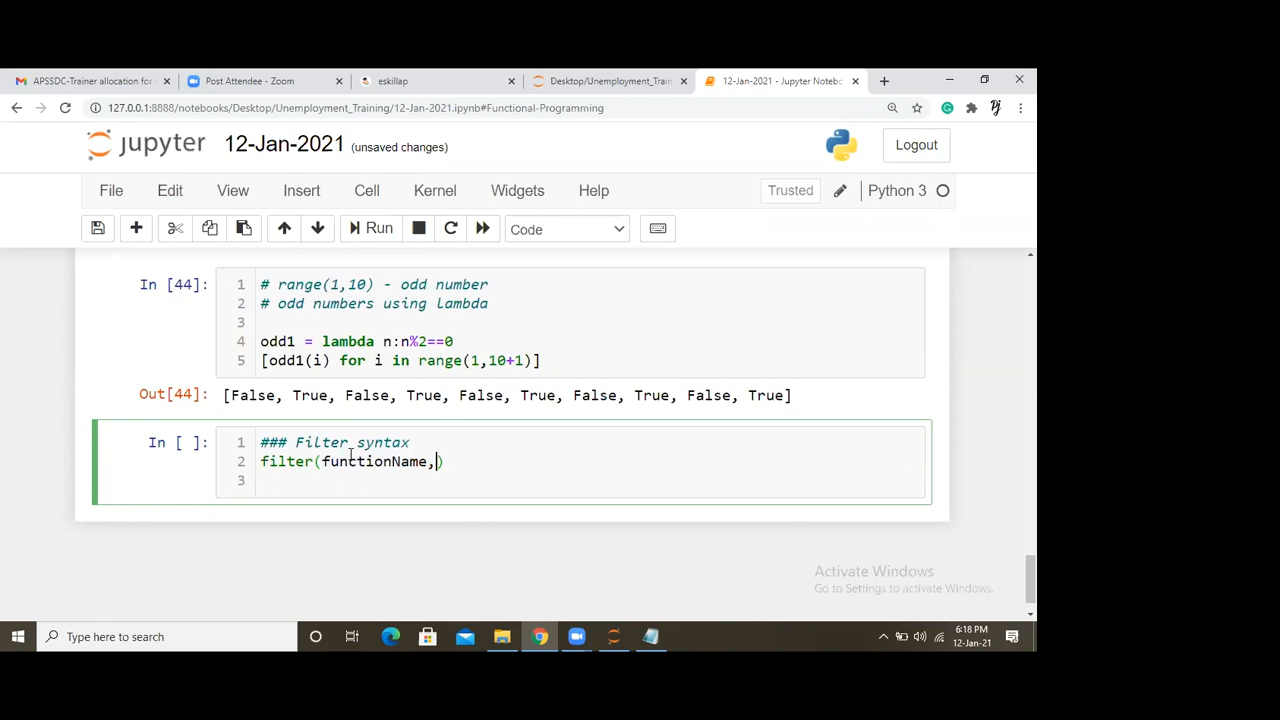 APSSDC-Trainer allocation for
Post Attendee - Zoom
eskillap
Desktop/Unemployment_Train
12-Jan-2021 - Jupyter Notebo
127.0.0.1:8888/notebooks/Desktop/Unemployment_Training/12-Jan-2021.ipynb#Functional-Programming
jupyter 12-Jan-2021 (unsaved changes)
Logout
File Edit View Insert Cell Kernel Widgets Help
Trusted
Python 3
Run
Code
In [44]:
1 # range(1,10) - odd number
2 # odd numbers using lambda
3
4 odd1 = lambda n:n%2==0
5 [odd1(i) for i in range(1,10+1)]
Out[44]: [False, True, False, True, False, True, False, True, False, True]
In [ ]:
1 ### Filter syntax
2 filter(functionName,)
3
Activate Windows
Go to Settings to activate Windows.
Type here to search
6:18 PM
12-Jan-21